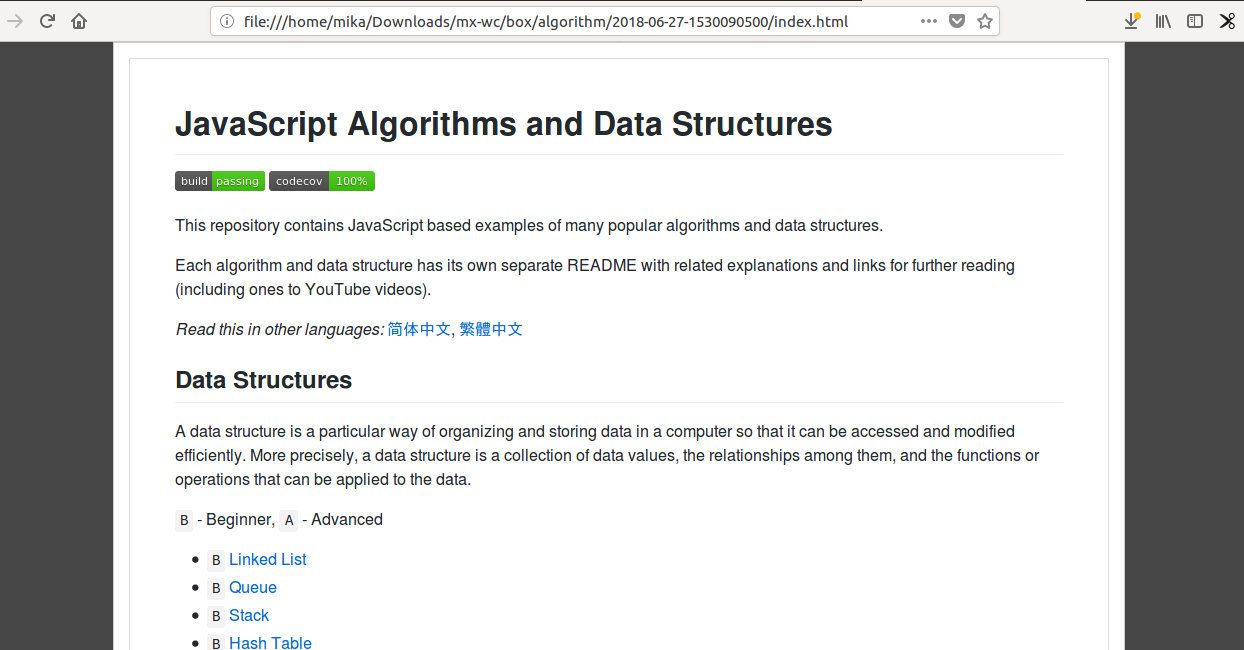 file:///home/mika/Downloads/mx-wc/box/algorithm/2018-06-27-1530090500/index.html
JavaScript Algorithms and Data Structures
build passing codecov 100%
This repository contains JavaScript based examples of many popular algorithms and data structures.
Each algorithm and data structure has its own separate README with related explanations and links for further reading
(including ones to YouTube videos).
Read this in other languages: 简体中文, 繁體中文
Data Structures
A data structure is a particular way of organizing and storing data in a computer so that it can be accessed and modified
efficiently. More precisely, a data structure is a collection of data values, the relationships among them, and the functions or
operations that can be applied to the data.
B - Beginner, A - Advanced
• B Linked List
• B Queue
• B Stack
• B Hash Table